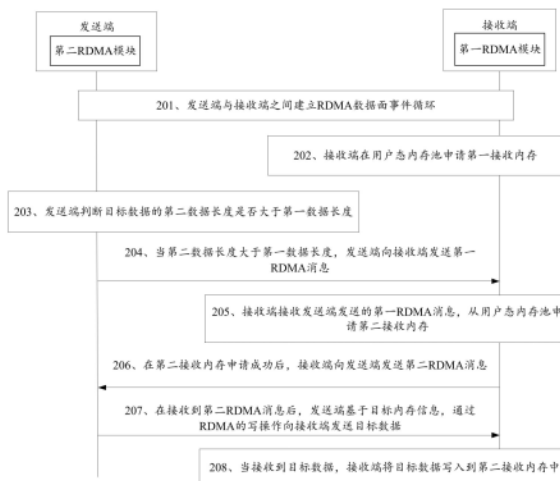 发送端
第二RDMA模块
接收端
第一RDMA模块
201、发送端与接收端之间建立RDMA数据面事件循环
202、接收端在用户态内存池申请第一接收内存
203、发送端判断目标数据的第二数据长度是否大于第一数据长度
204、当第二数据长度大于第一数据长度，发送端向接收端发送第一
RDMA消息
205、接收端接收发送端发送的第一RDMA消息，从用户态内存池申
请第二接收内存
206、在第二接收内存申请成功后，接收端向发送端发送第二RDMA消息
207、在接收到第二RDMA消息后，发送端基于目标内存信息，通过
RDMA的写操作向接收端发送目标数据
208、当接收到目标数据，接收端将目标数据写入到第二接收内存中